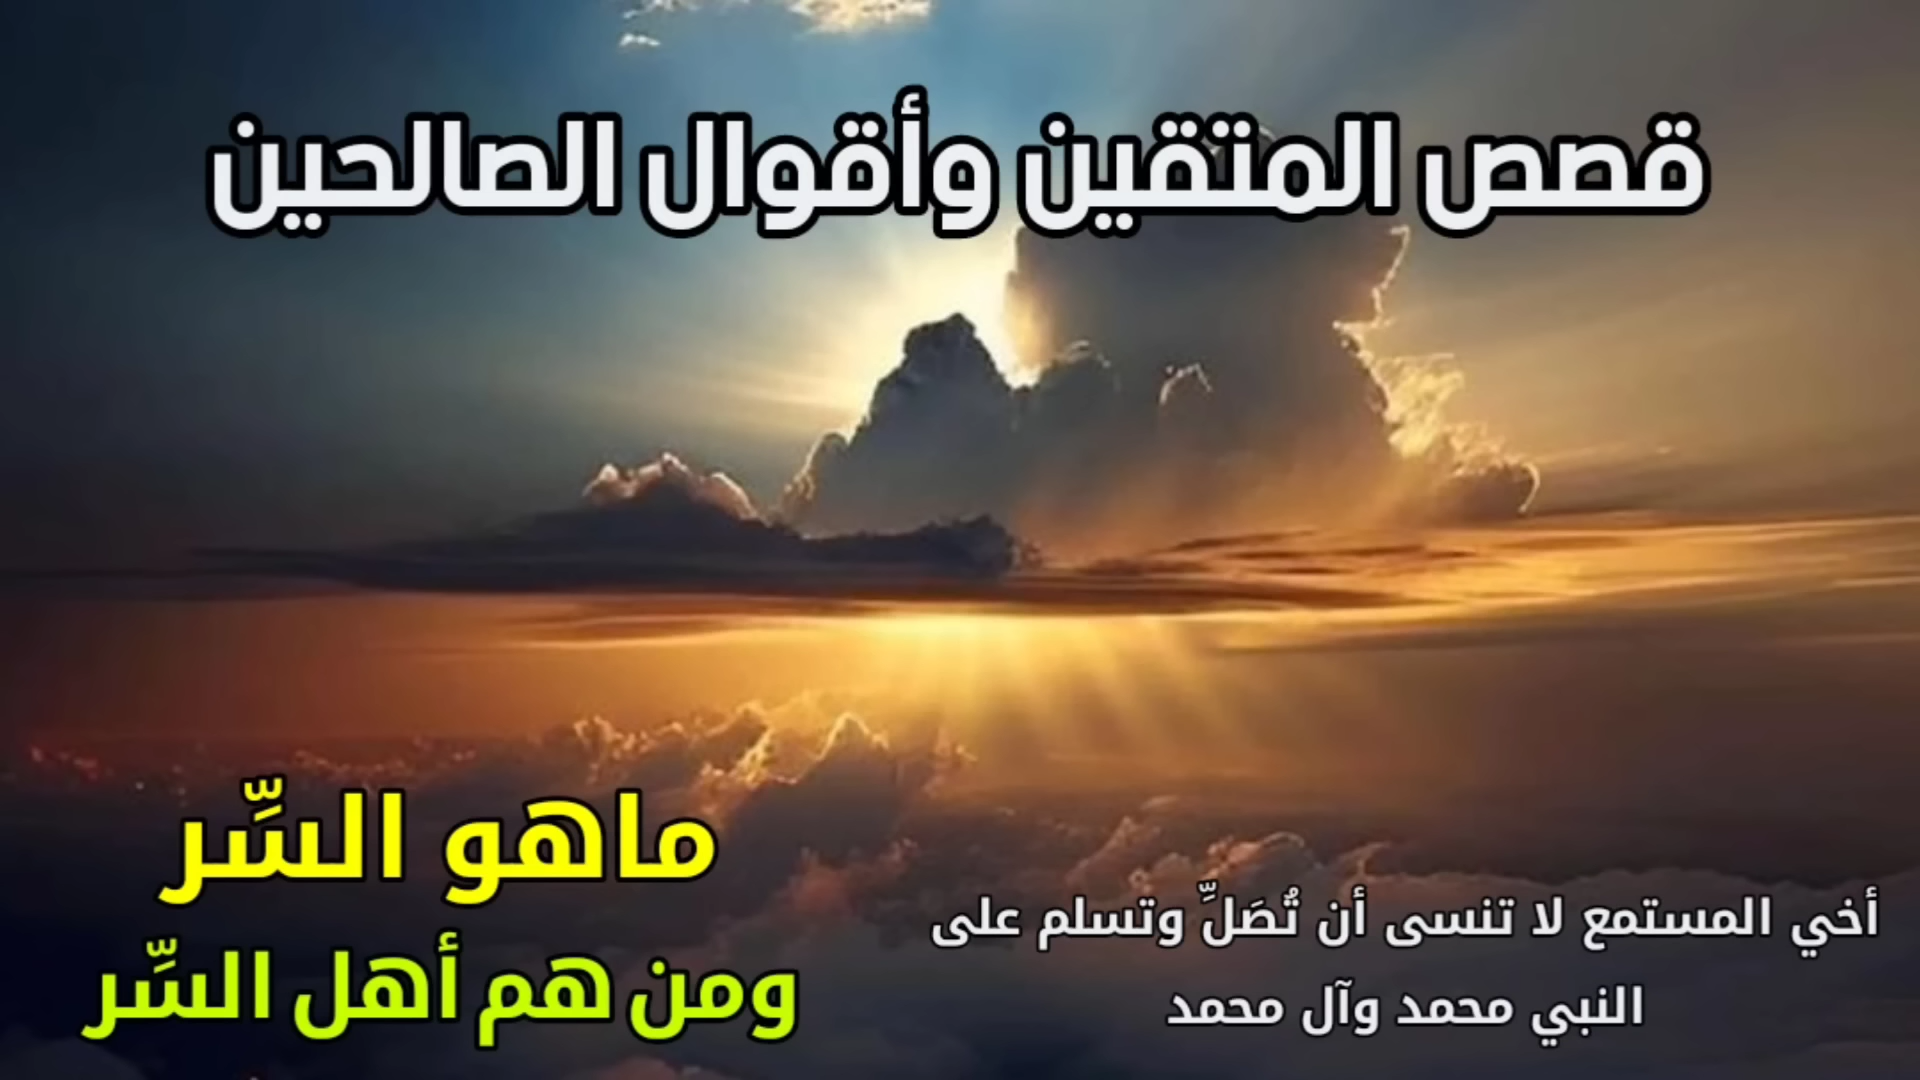 قصص المتقين وأقوال الصالحين
ماهو السِّر
ومن هم أهل السِّر
أخي المستمع لا تنسى أن تُصَلِّ وتسلم على
النبي محمد وآل محمد